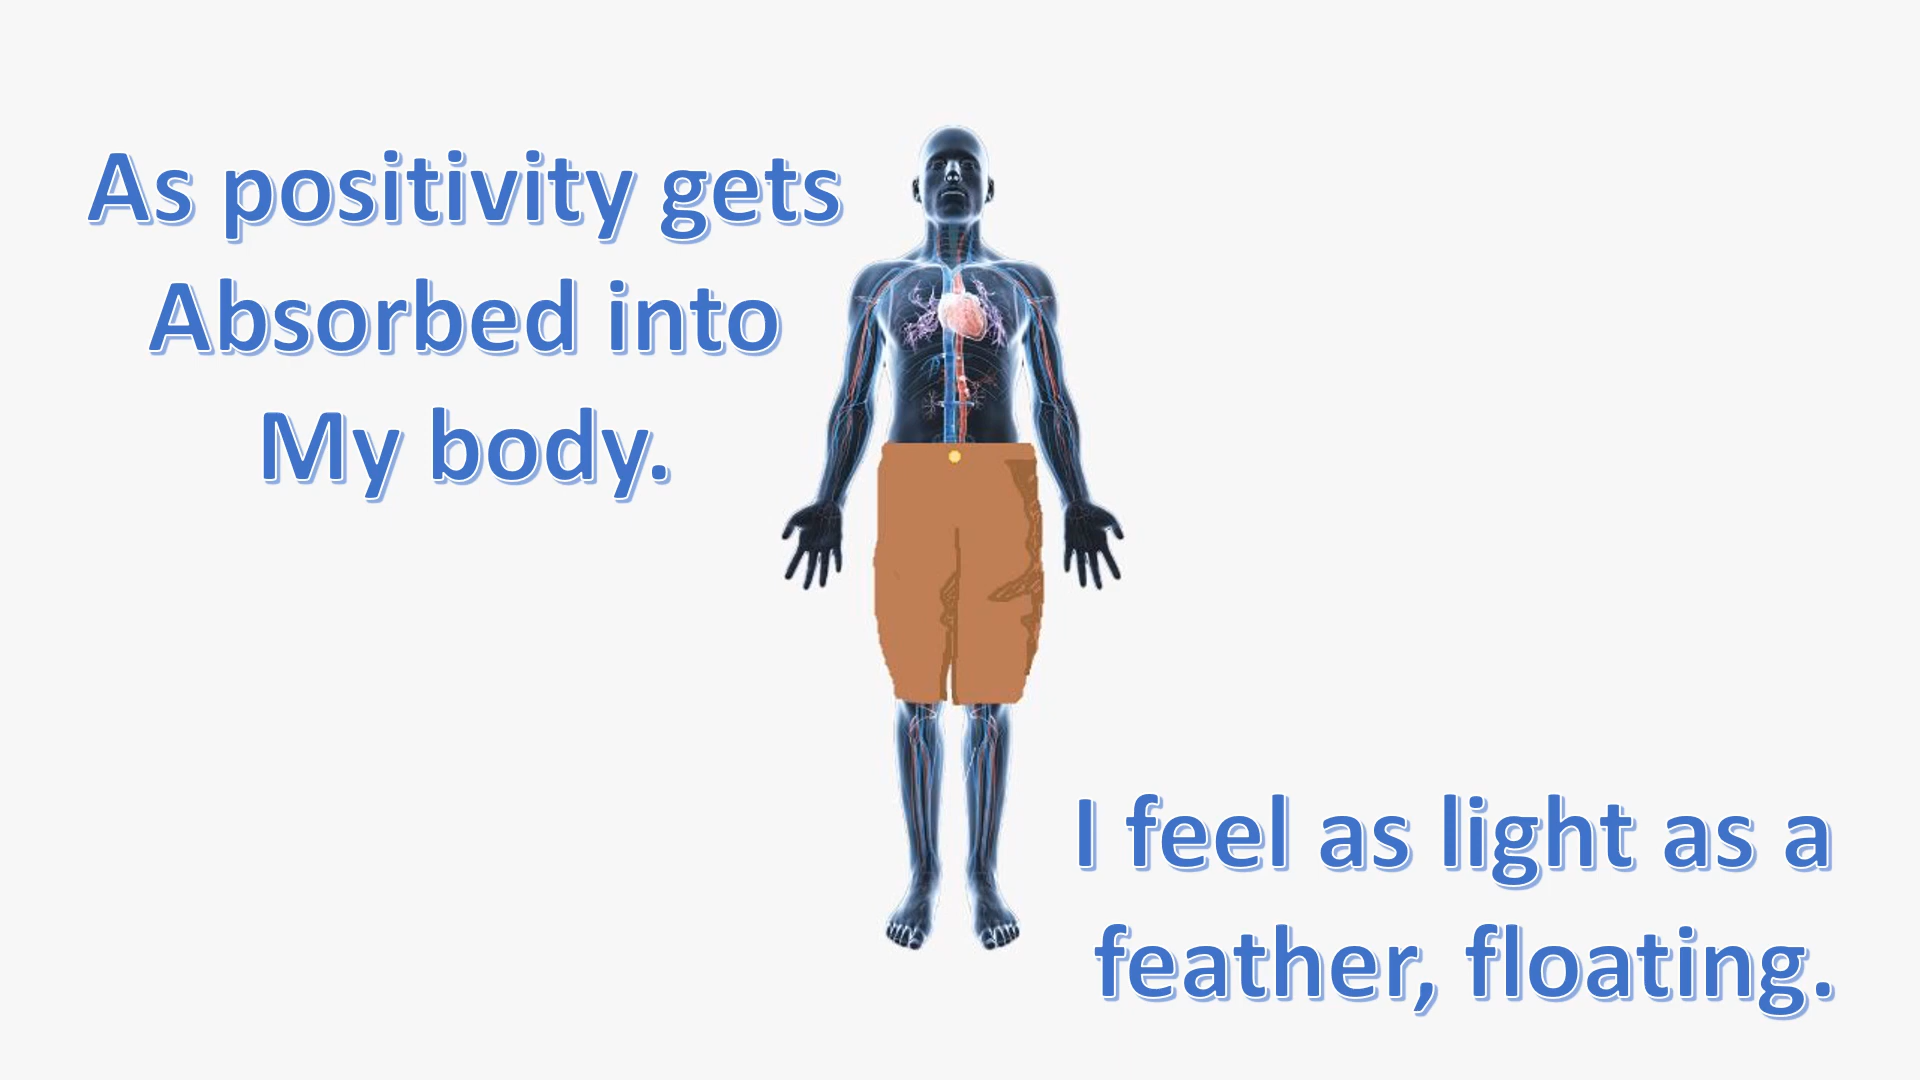 As positivity gets
Absorbed into
My body.
I feel as light as a
feather, floating.